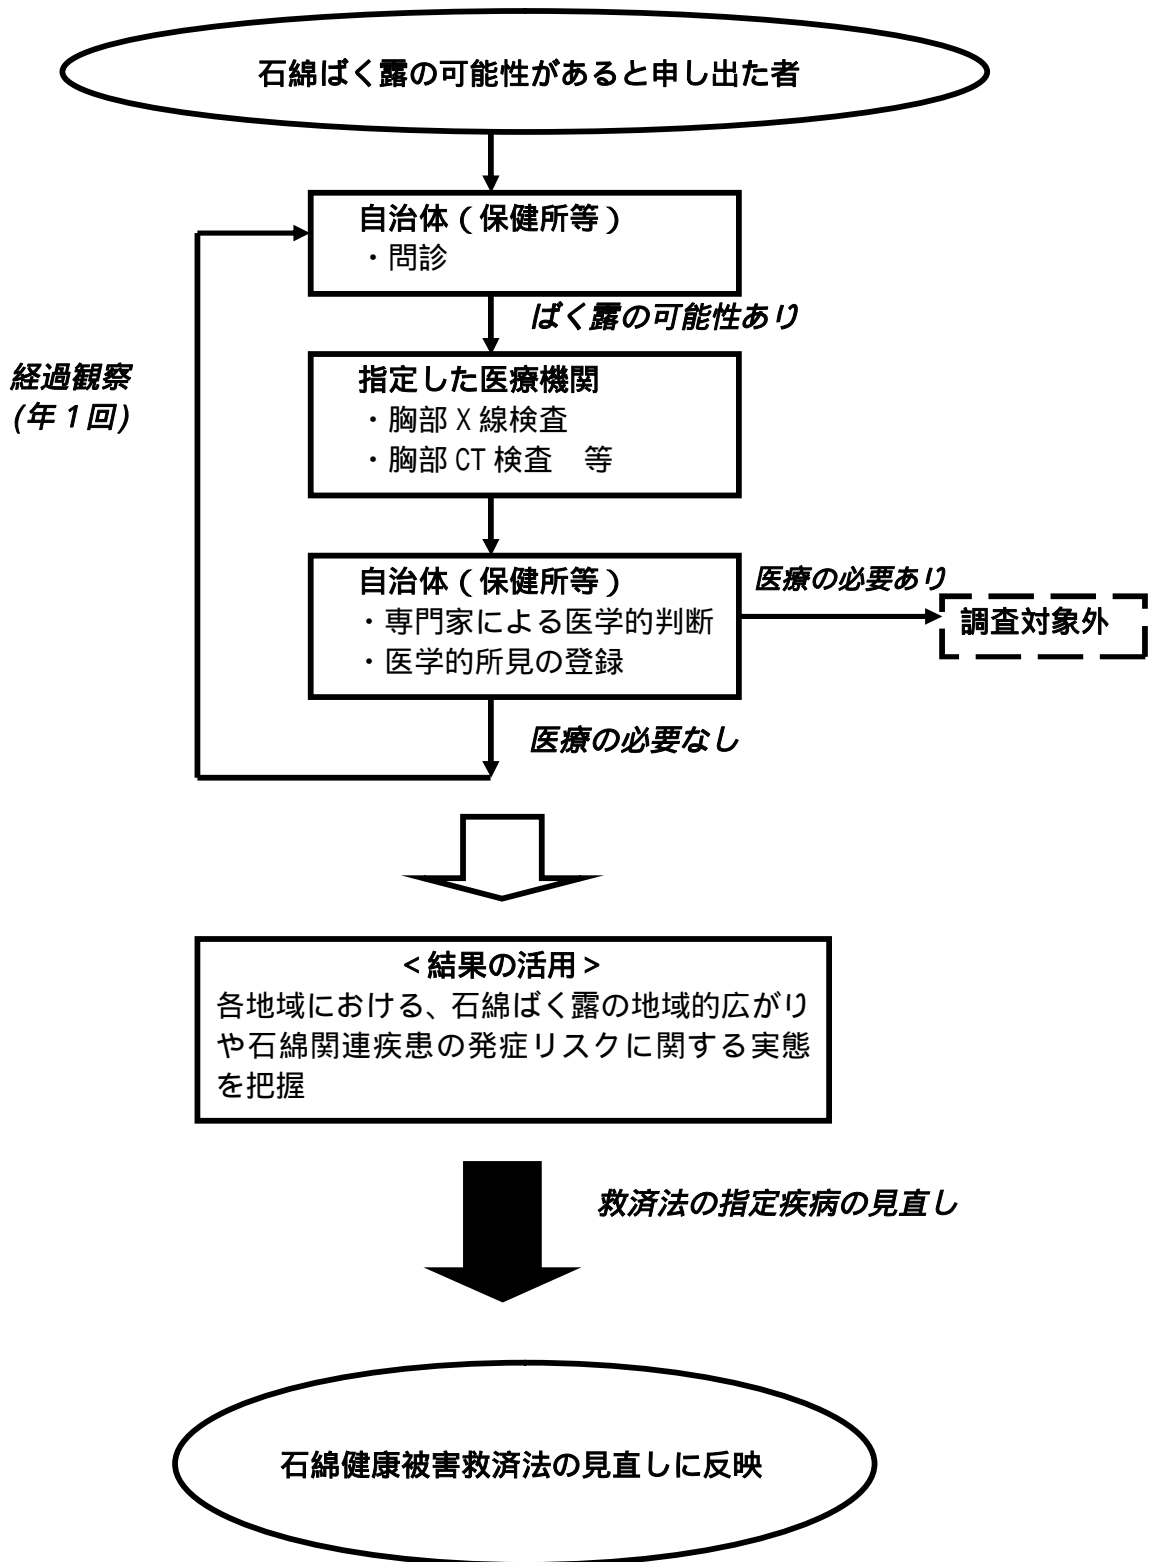 石綿ばく露の可能性があると申し出た者
自治体（保健所等）
・問診
ばく露の可能性あり
経過観察
(年１回)
指定した医療機関
・胸部X線検査
・胸部CT検査　等
自治体（保健所等）
・専門家による医学的判断
・医学的所見の登録
医療の必要あり
調査対象外
医療の必要なし
<結果の活用>
各地域における、石綿ばく露の地域的広がり
や石綿関連疾患の発症リスクに関する実態
を把握
救済法の指定疾病の見直し
石綿健康被害救済法の見直しに反映